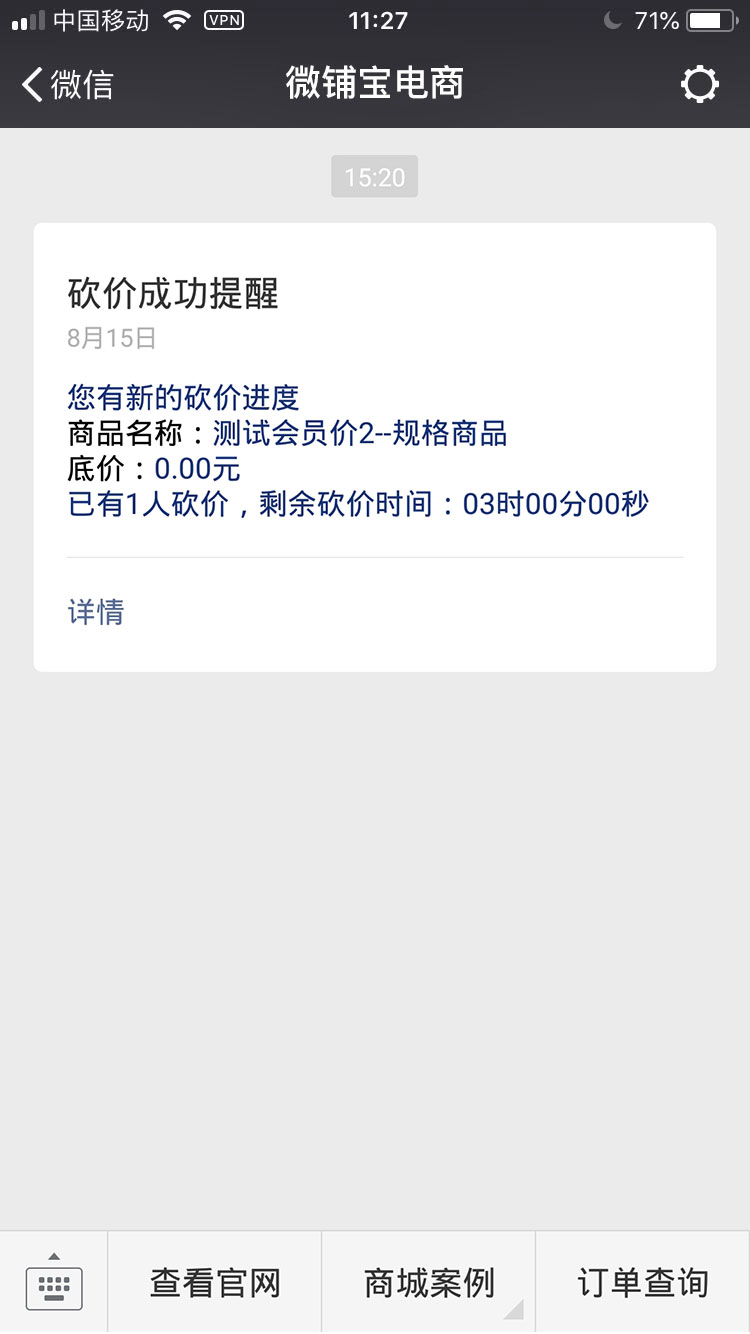 中国移动 VPN 11:27 71%
微信 微铺宝电商
15:20
砍价成功提醒
8月15日
您有新的砍价进度
商品名称：测试会员价2--规格商品
底价：0.00元
已有1人砍价，剩余砍价时间：03时00分00秒
详情
查看官网 商城案例 订单查询